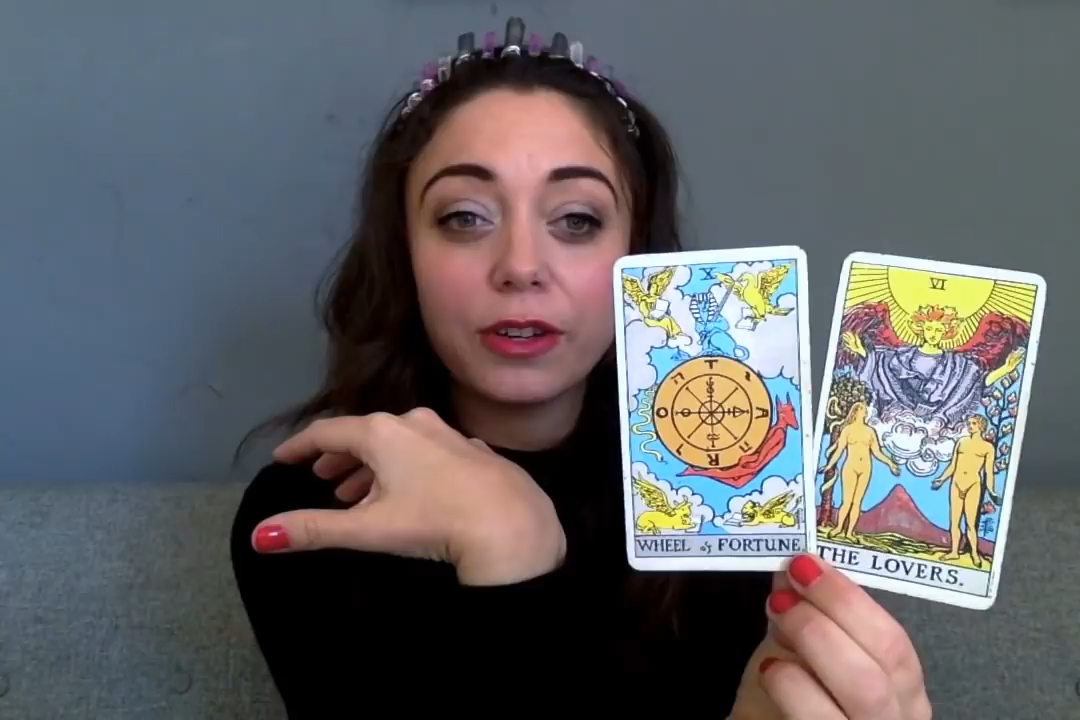 X
T
A
R
O
WHEEL of FORTUNE.
VI
THE LOVERS.